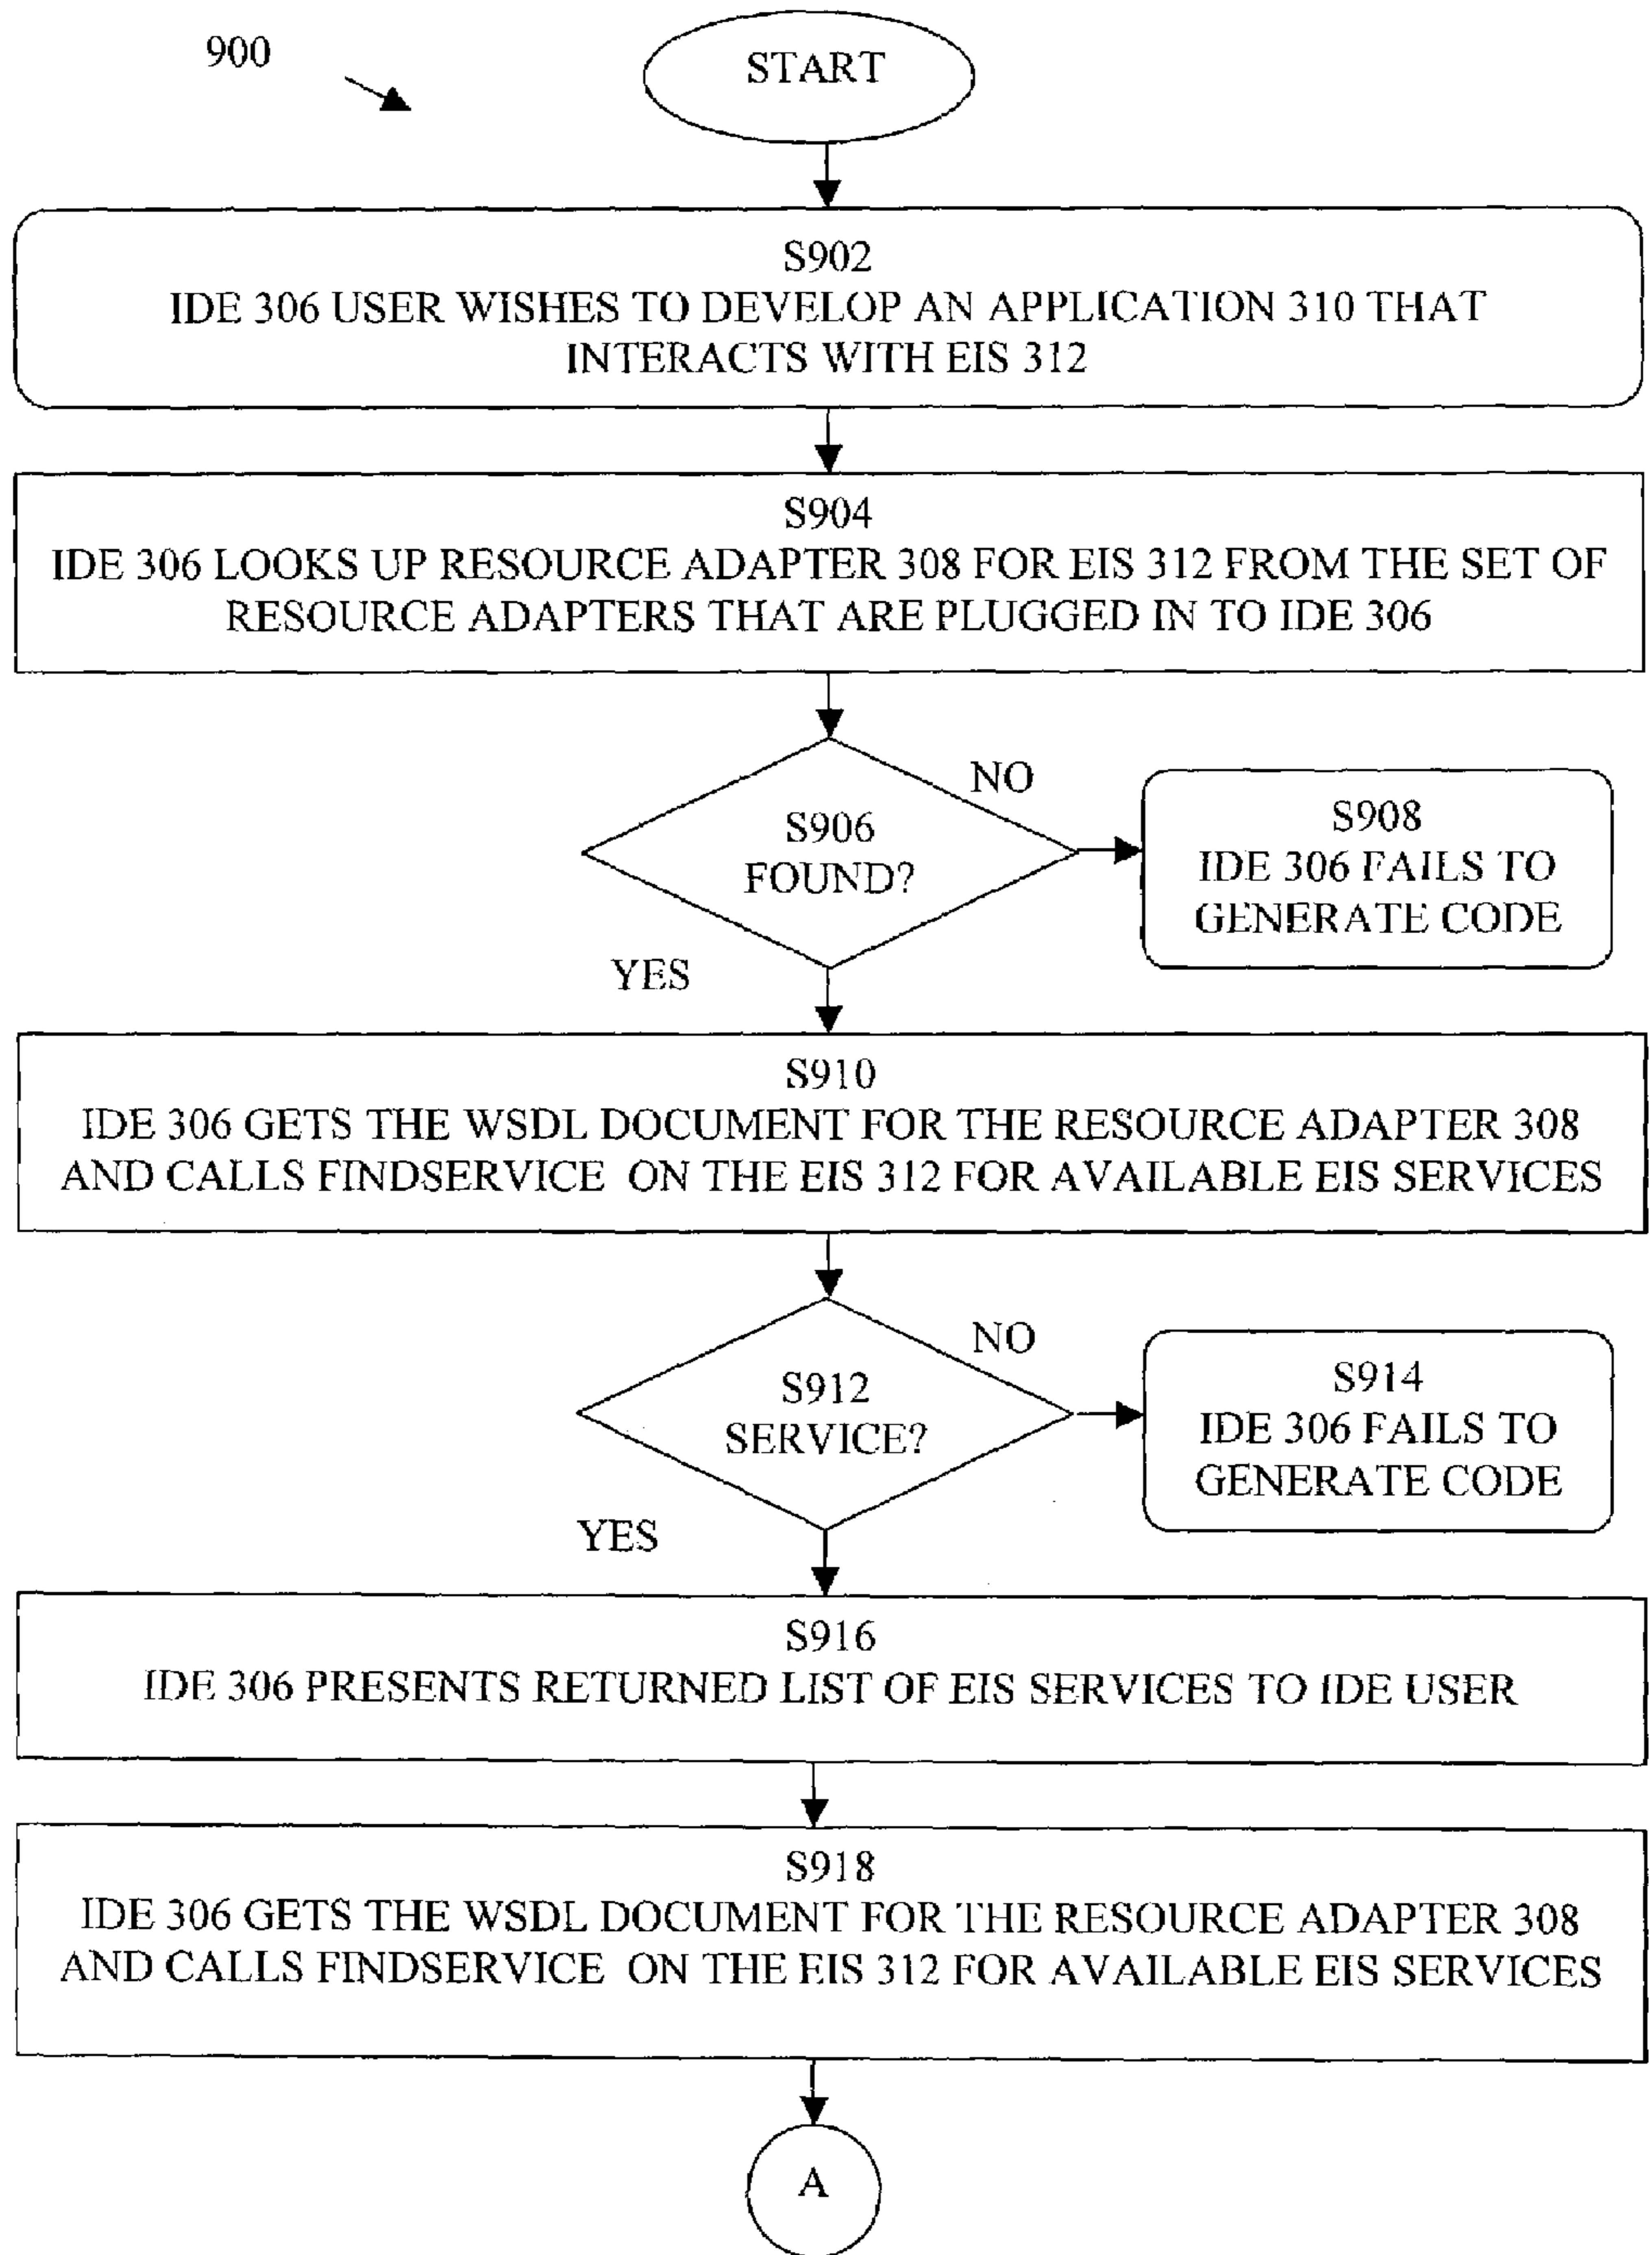 900
START
S902
IDE 306 USER WISHES TO DEVELOP AN APPLICATION 310 THAT
INTERACTS WITH EIS 312
S904
IDE 306 LOOKS UP RESOURCE ADAPTER 308 FOR EIS 312 FROM THE SET OF
RESOURCE ADAPTERS THAT ARE PLUGGED IN TO IDE 306
NO
S906
FOUND?
S908
IDE 306 FAILS TO
GENERATE CODE
YES
S910
IDE 306 GETS THE WSDL DOCUMENT FOR THE RESOURCE ADAPTER 308
AND CALLS FINDSERVICE ON THE EIS 312 FOR AVAILABLE EIS SERVICES
NO
S912
SERVICE?
S914
IDE 306 FAILS TO
GENERATE CODE
YES
S916
IDE 306 PRESENTS RETURNED LIST OF EIS SERVICES TO IDE USER
S918
IDE 306 GETS THE WSDL DOCUMENT FOR THE RESOURCE ADAPTER 308
AND CALLS FINDSERVICE ON THE EIS 312 FOR AVAILABLE EIS SERVICES
A